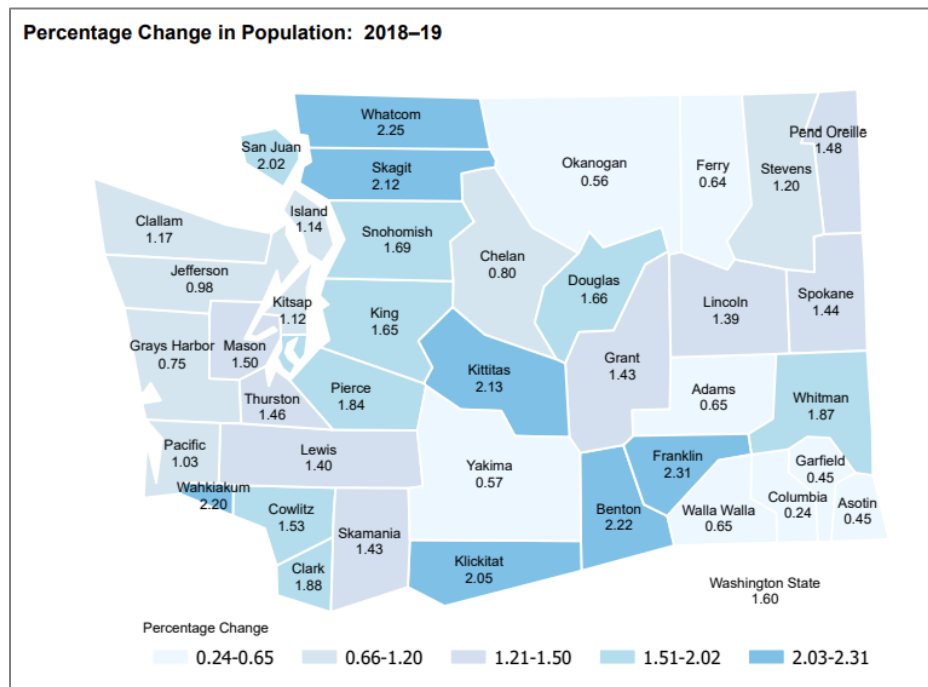 Percentage Change in Population: 2018–19
Whatcom
2.25
San Juan
2.02
Skagit
2.12
Okanogan
0.56
Ferry
0.64
Stevens
1.20
Pend Oreille
1.48
Island
1.14
Clallam
1.17
Snohomish
1.69
Chelan
0.80
Jefferson
0.98
Douglas
1.66
Kitsap
1.12
King
1.65
Lincoln
1.39
Spokane
1.44
Grays Harbor
0.75
Mason
1.50
Kittitas
2.13
Grant
1.43
Thurston
1.46
Pierce
1.84
Adams
0.65
Whitman
1.87
Pacific
1.03
Lewis
1.40
Yakima
0.57
Franklin
2.31
Garfield
0.45
Wahkiakum
2.20
Cowlitz
1.53
Skamania
1.43
Benton
2.22
Walla Walla
0.65
Columbia
0.24
Asotin
0.45
Clark
1.88
Klickitat
2.05
Washington State
1.60
Percentage Change
0.24-0.65 0.66-1.20 1.21-1.50 1.51-2.02 2.03-2.31